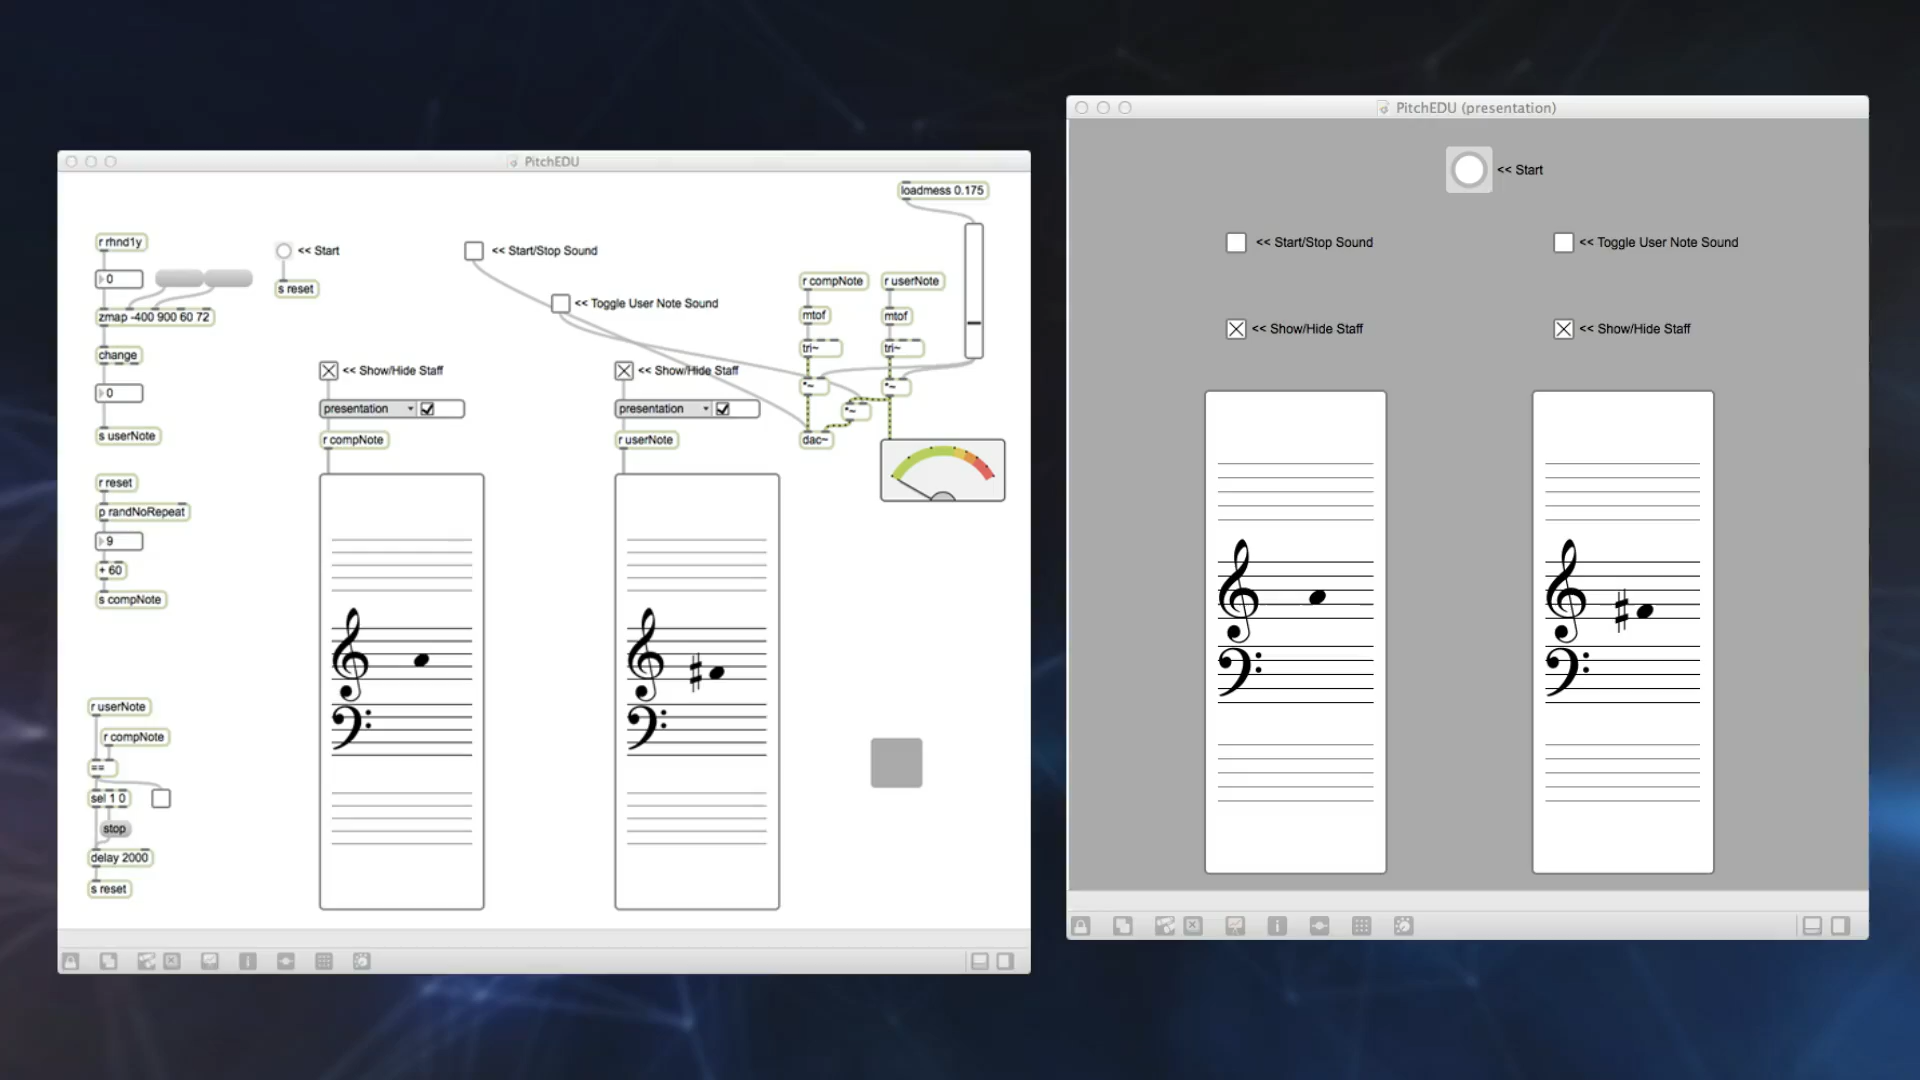 PitchEDU
loadmess 0.175
r rhnd1y
0
zmap -400 900 60 72
change
0
s userNote
r reset
p randNoRepeat
9
+ 60
s compNote
r userNote
r compNote
==
sel 1 0
stop
delay 2000
s reset
<< Start
s reset
<< Start/Stop Sound
<< Toggle User Note Sound
<< Show/Hide Staff
presentation
r compNote
<< Show/Hide Staff
presentation
r userNote
r compNote
r userNote
mtof
mtof
tri~
tri~
*~
*~
*~
dac~
PitchEDU (presentation)
<< Start
<< Start/Stop Sound
<< Toggle User Note Sound
<< Show/Hide Staff
<< Show/Hide Staff